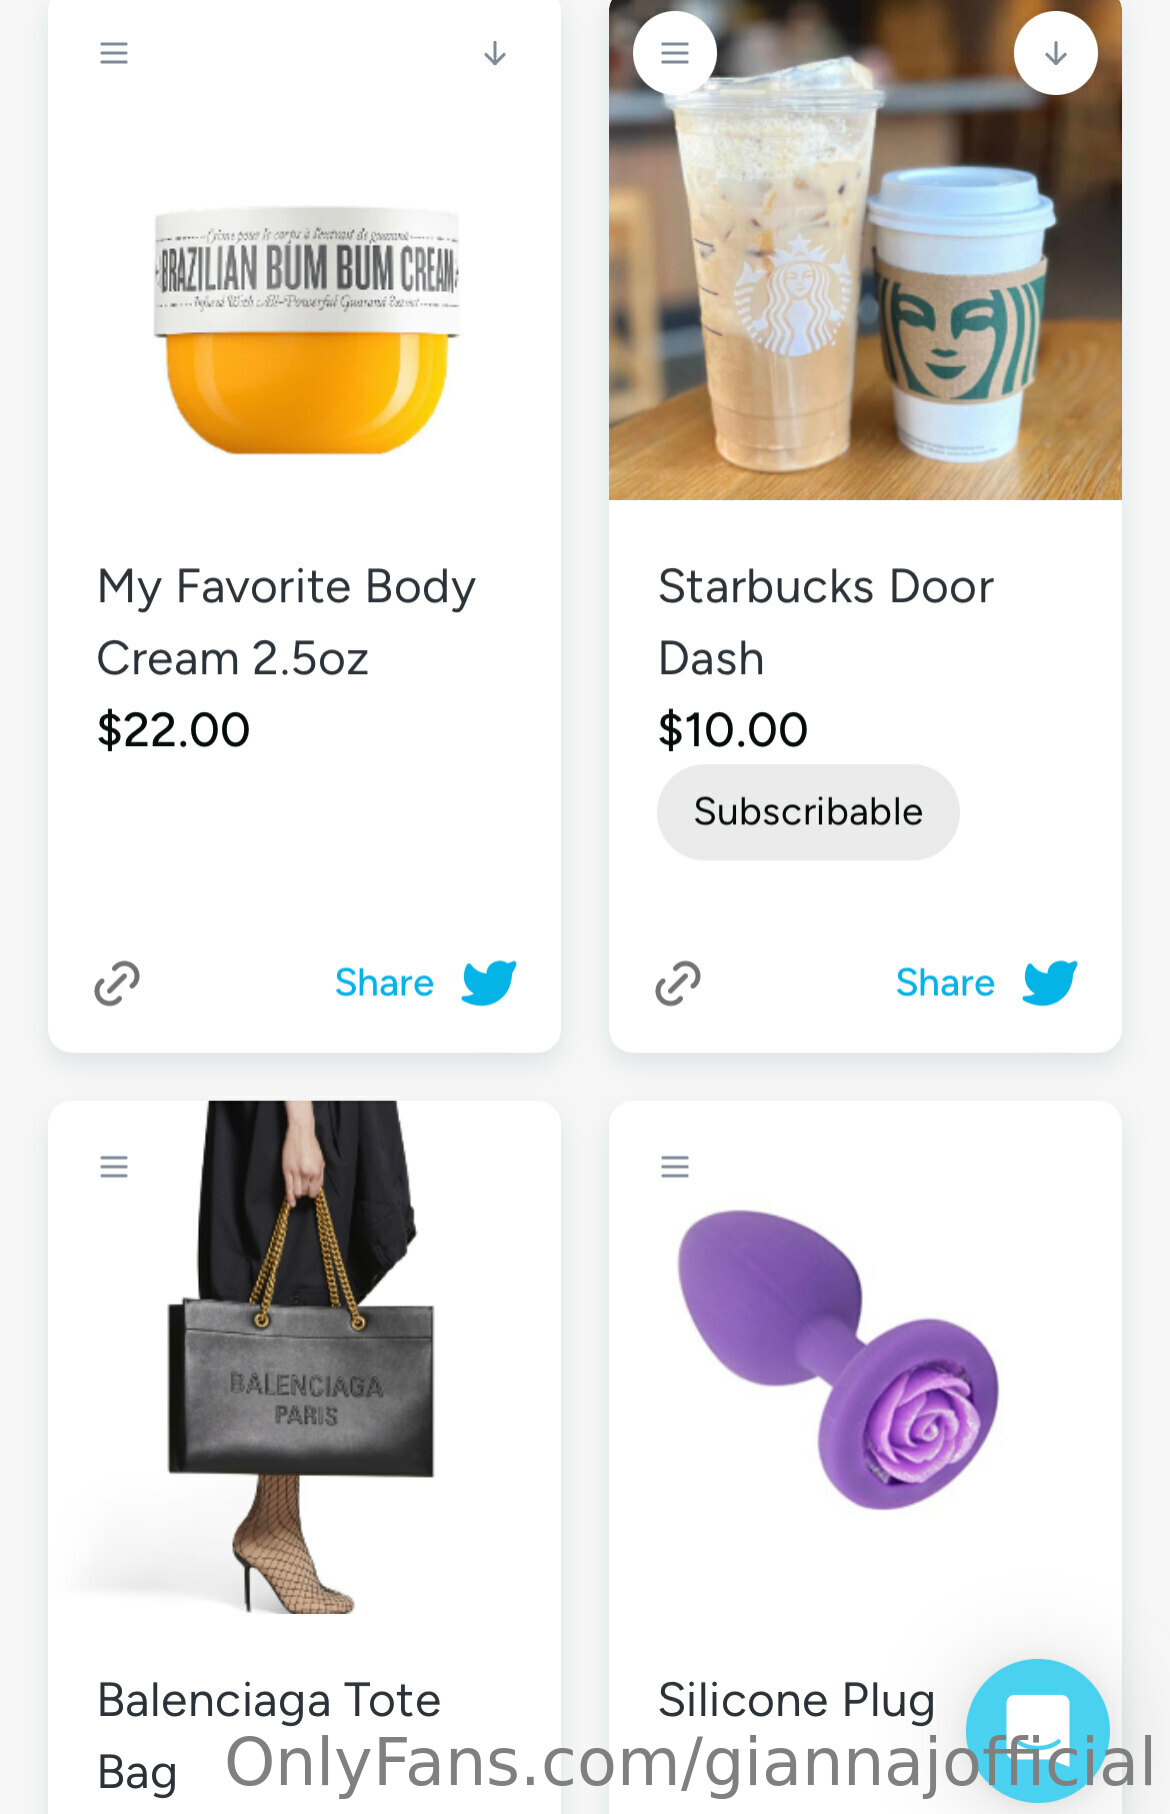 Crème pour le corps à l'extrait de guaraná
BRAZILIAN BUM BUM CREAM
Infused With All-Powerful Guaraná Extract
My Favorite Body
Cream 2.5oz
$22.00
Share
Starbucks Door
Dash
$10.00
Subscribable
Share
BALENCIAGA
PARIS
Balenciaga Tote
Bag
Silicone Plug
OnlyFans.com/giannajofficial